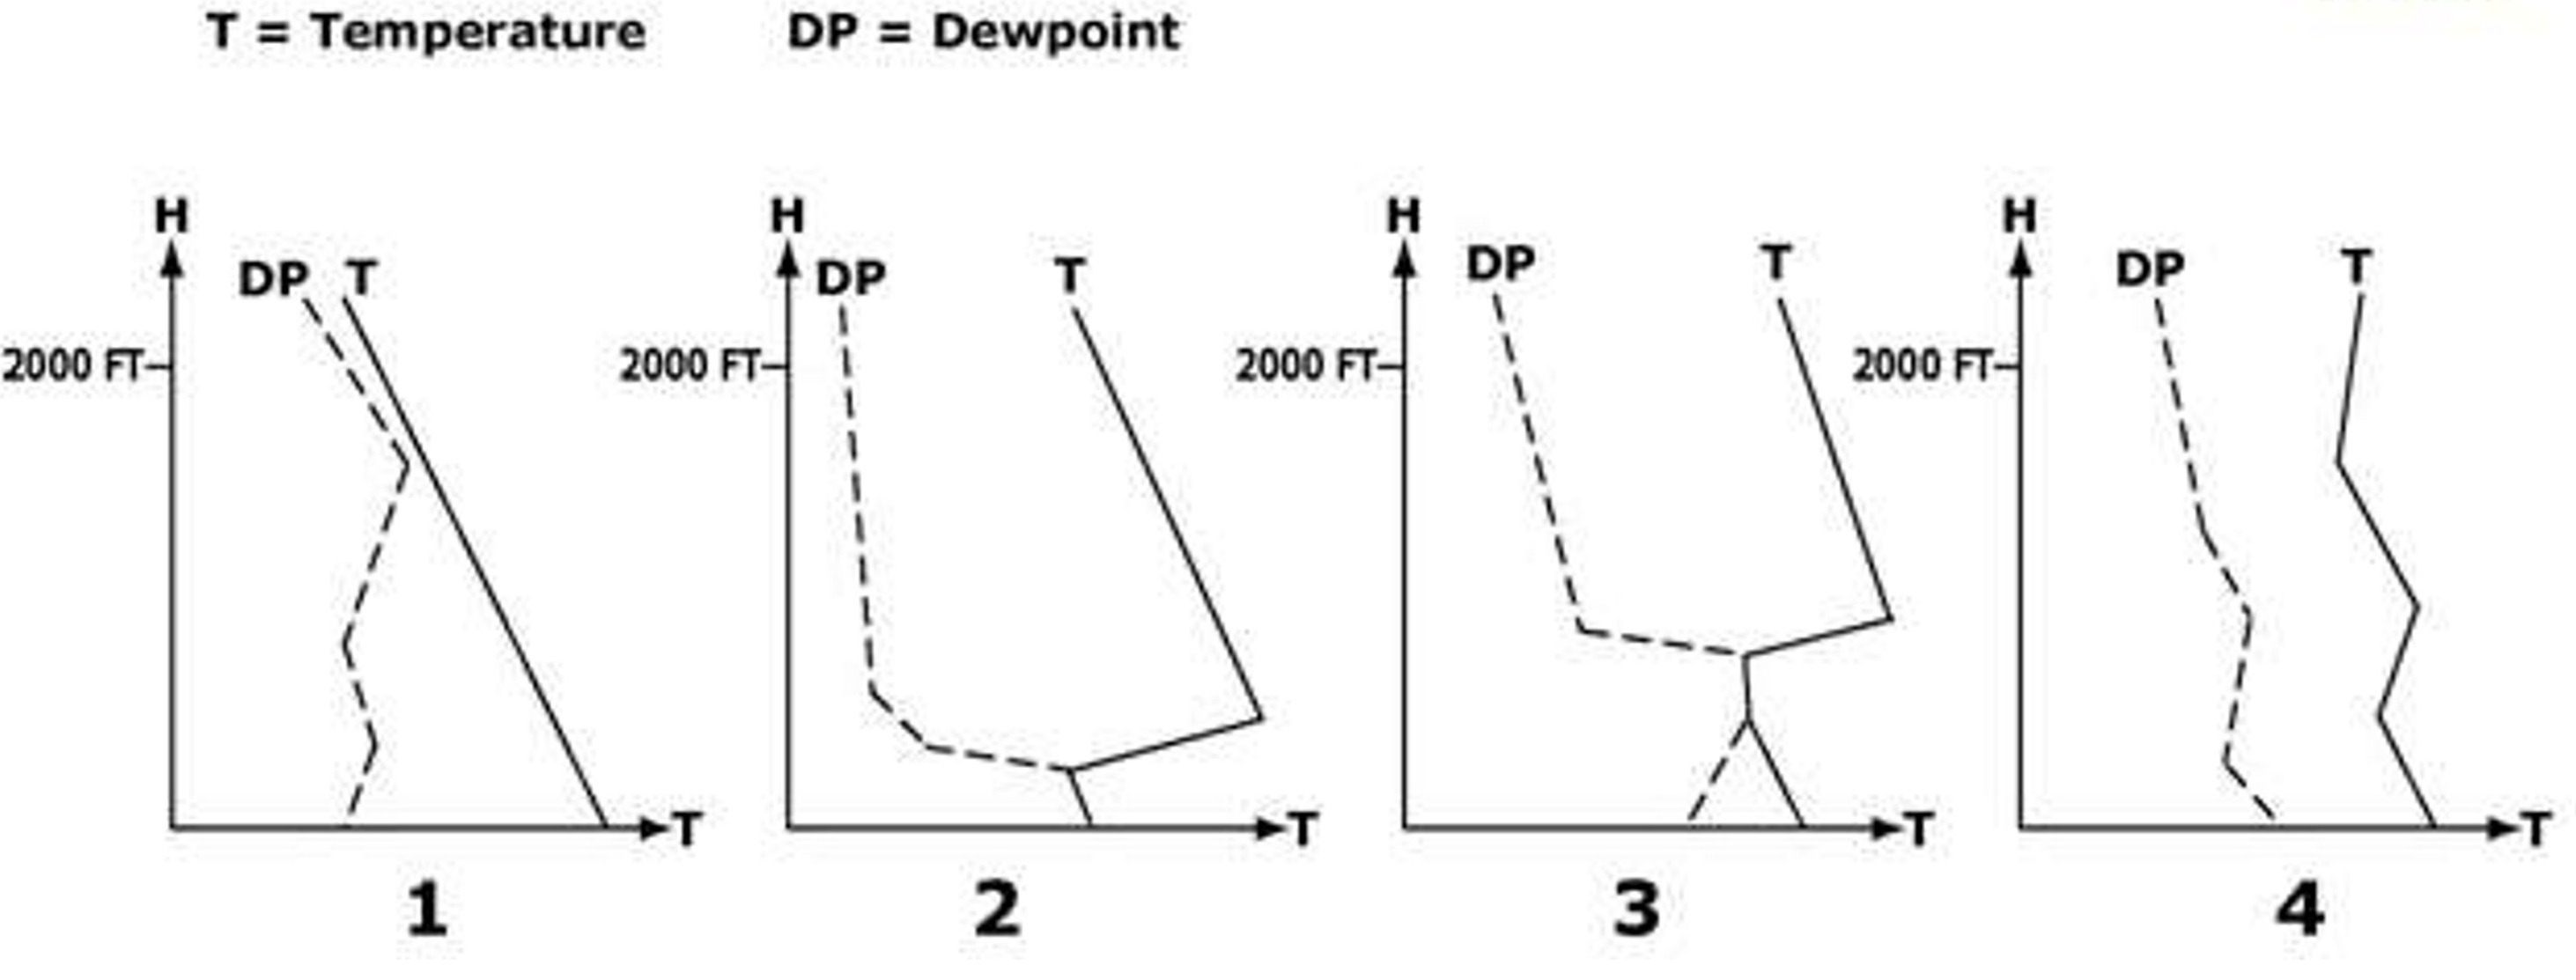 T = Temperature DP = Dewpoint
H H H H
DP T DP T DP T DP T
2000 FT 2000 FT 2000 FT 2000 FT
T T T T
1 2 3 4